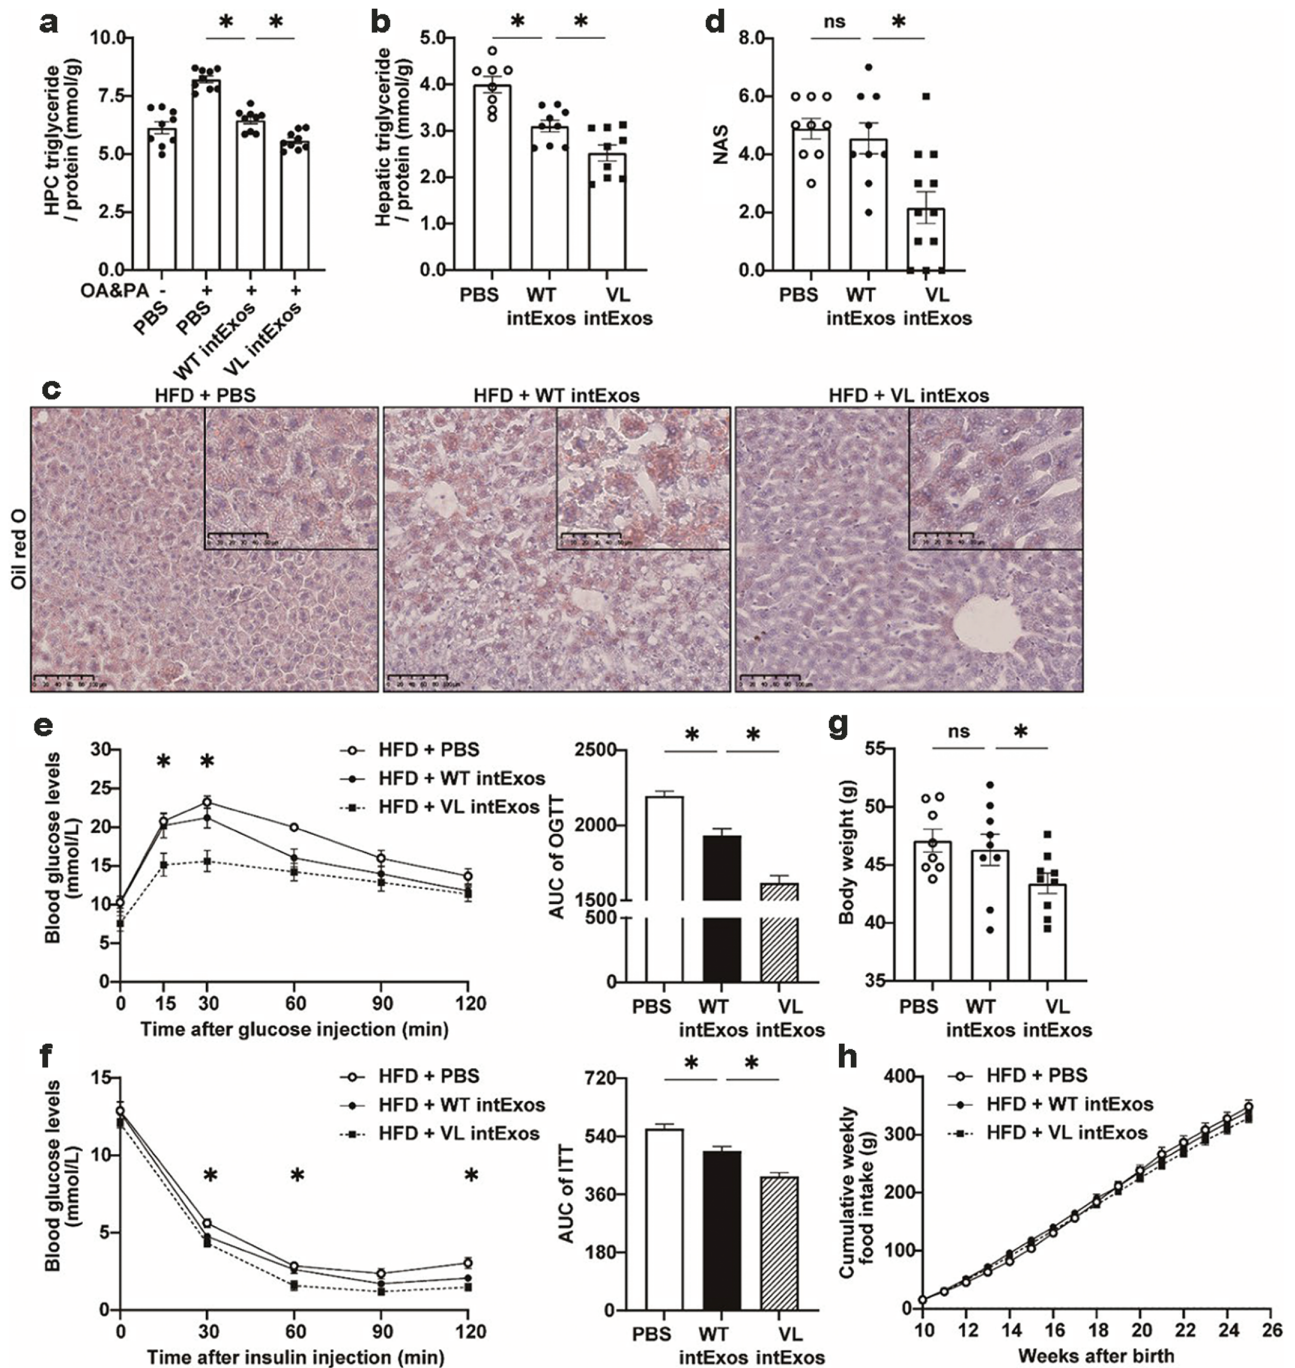 a
* *
HPC triglyceride
/ protein (mmol/g)
10.0
7.5
5.0
2.5
0.0
OA&PA - + + +
PBS
PBS
WT intExos
VL intExos
b
* *
Hepatic triglyceride
/ protein (mmol/g)
5.0
4.0
3.0
2.0
1.0
0.0
PBS WT VL
intExos intExos
d
ns *
NAS
8.0
6.0
4.0
2.0
0.0
PBS WT VL
intExos intExos
c
HFD + PBS HFD + WT intExos HFD + VL intExos
Oil red O
e
* *
HFD + PBS
HFD + WT intExos
HFD + VL intExos
Blood glucose levels
(mmol/L)
30
25
20
15
10
5
0
0 15 30 60 90 120
Time after glucose injection (min)
* *
AUC of OGTT
2500
2000
1500
500
0
PBS WT VL
intExos intExos
g
ns *
Body weight (g)
55
50
45
40
35
PBS WT VL
intExos intExos
f
HFD + PBS
HFD + WT intExos
HFD + VL intExos
* * *
Blood glucose levels
(mmol/L)
15
10
5
0
0 30 60 90 120
Time after insulin injection (min)
* *
AUC of ITT
720
540
360
180
0
PBS WT VL
intExos intExos
h
HFD + PBS
HFD + WT intExos
HFD + VL intExos
Cumulative weekly
food intake (g)
400
300
200
100
0
10 12 14 16 18 20 22 24 26
Weeks after birth